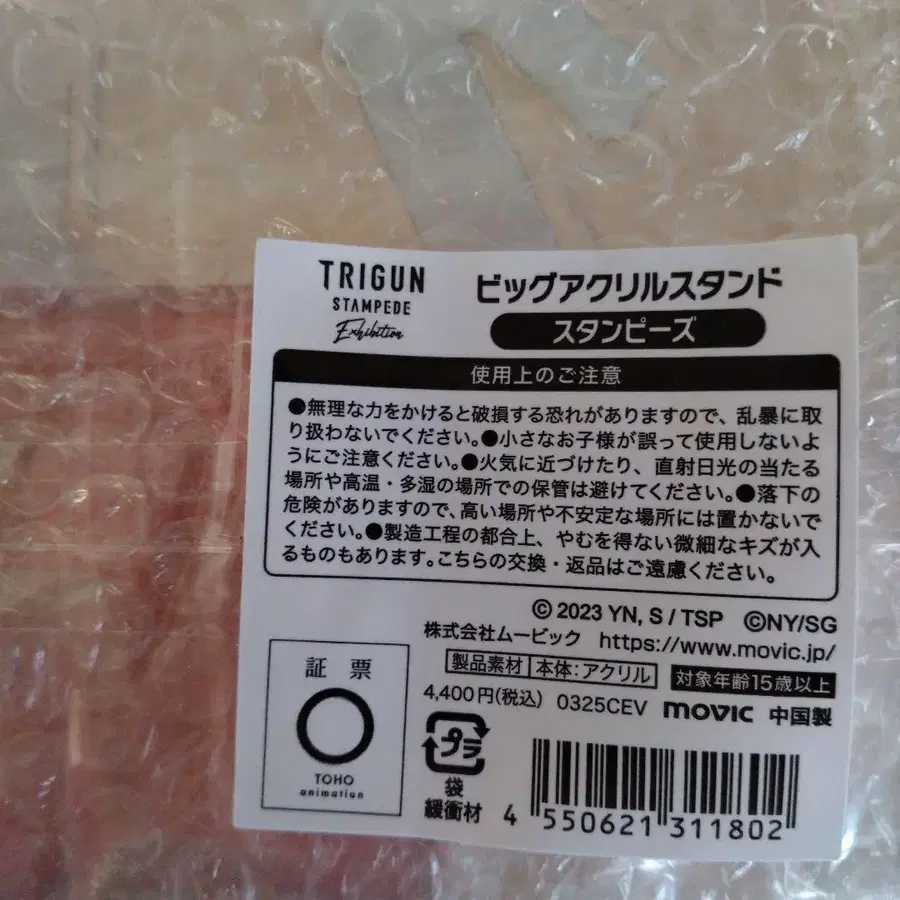 TRIGUN
STAMPEDE
Exhibition
ビッグアクリルスタンド
スタンピーズ
使用上のご注意
●無理な力をかけると破損する恐れがありますので、乱暴に取
り扱わないでください。●小さなお子様が誤って使用しないよ
うにご注意ください。●火気に近づけたり、直射日光の当たる
場所や高温・多湿の場所での保管は避けてください。●落下の
危険がありますので、高い場所や不安定な場所には置かないで
ください。●製造工程の都合上、やむを得ない微細なキズが入
るものもあります。こちらの交換・返品はご遠慮ください。
© 2023 YN, S / TSP ©NY/SG
株式会社ムービック https://www.movic.jp/
製品素材 本体:アクリル 対象年齢15歳以上
4,400円(税込) 0325CEV movic 中国製
証票
TOHO
animation
プラ
袋
緩衝材
4 550621 311802